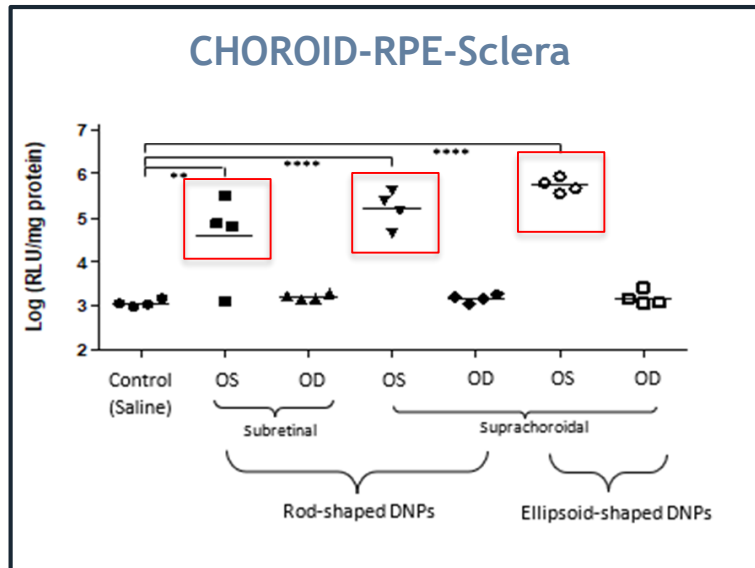 CHOROID-RPE-Sclera
Log (RLU/mg protein)
7
6
5
4
3
2
**
****
****
Control
(Saline)
OS
OD
OS
OD
OS
OD
Subretinal
Suprachoroidal
Rod-shaped DNPs
Ellipsoid-shaped DNPs